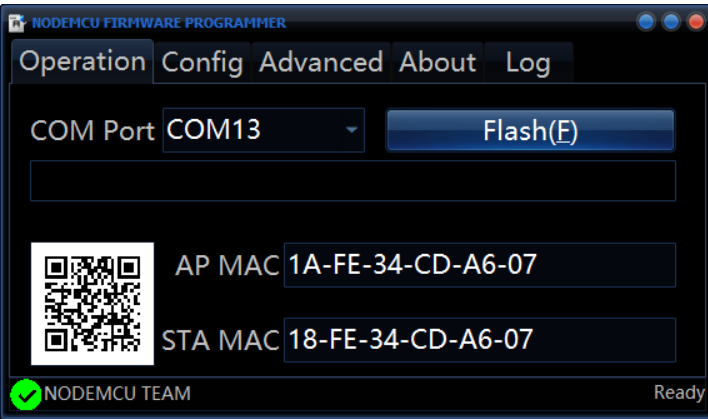 NODEMCU FIRMWARE PROGRAMMER
Operation Config Advanced About Log
COM Port COM13 Flash(F)
AP MAC 1A-FE-34-CD-A6-07
STA MAC 18-FE-34-CD-A6-07
NODEMCU TEAM Ready